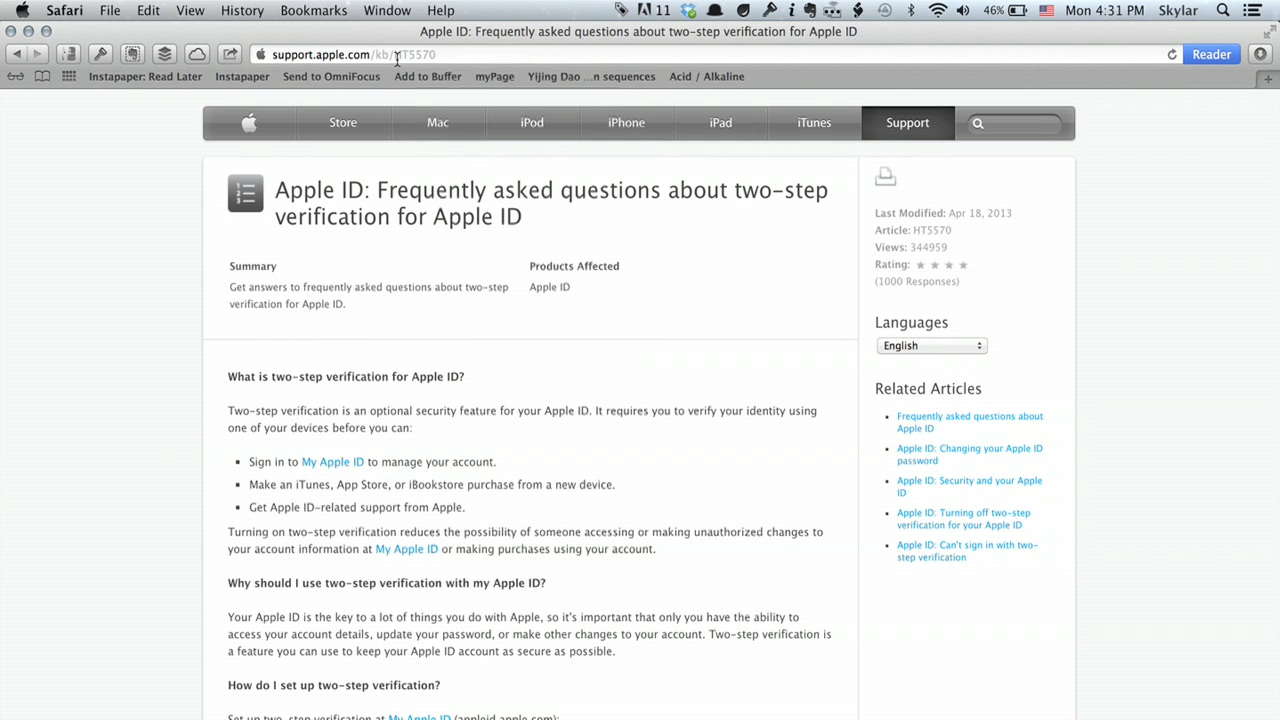 Safari File Edit View History Bookmarks Window Help 11 46% Mon 4:31 PM Skylar
Apple ID: Frequently asked questions about two-step verification for Apple ID
support.apple.com/kb/HT5570 Reader
Instapaper: Read Later Instapaper Send to OmniFocus Add to Buffer myPage Yijing Dao ...n sequences Acid / Alkaline
Store Mac iPod iPhone iPad iTunes Support
Apple ID: Frequently asked questions about two-step
verification for Apple ID
Summary
Get answers to frequently asked questions about two-step
verification for Apple ID.
Products Affected
Apple ID
What is two-step verification for Apple ID?
Two-step verification is an optional security feature for your Apple ID. It requires you to verify your identity using
one of your devices before you can:
Sign in to My Apple ID to manage your account.
Make an iTunes, App Store, or iBookstore purchase from a new device.
Get Apple ID-related support from Apple.
Turning on two-step verification reduces the possibility of someone accessing or making unauthorized changes to
your account information at My Apple ID or making purchases using your account.
Why should I use two-step verification with my Apple ID?
Your Apple ID is the key to a lot of things you do with Apple, so it's important that only you have the ability to
access your account details, update your password, or make other changes to your account. Two-step verification is
a feature you can use to keep your Apple ID account as secure as possible.
How do I set up two-step verification?
Set up two-step verification at My Apple ID (appleid.apple.com):
Last Modified: Apr 18, 2013
Article: HT5570
Views: 344959
Rating: ★ ★ ★ ★
(1000 Responses)
Languages
English
Related Articles
Frequently asked questions about
Apple ID
Apple ID: Changing your Apple ID
password
Apple ID: Security and your Apple
ID
Apple ID: Turning off two-step
verification for your Apple ID
Apple ID: Can't sign in with two-
step verification